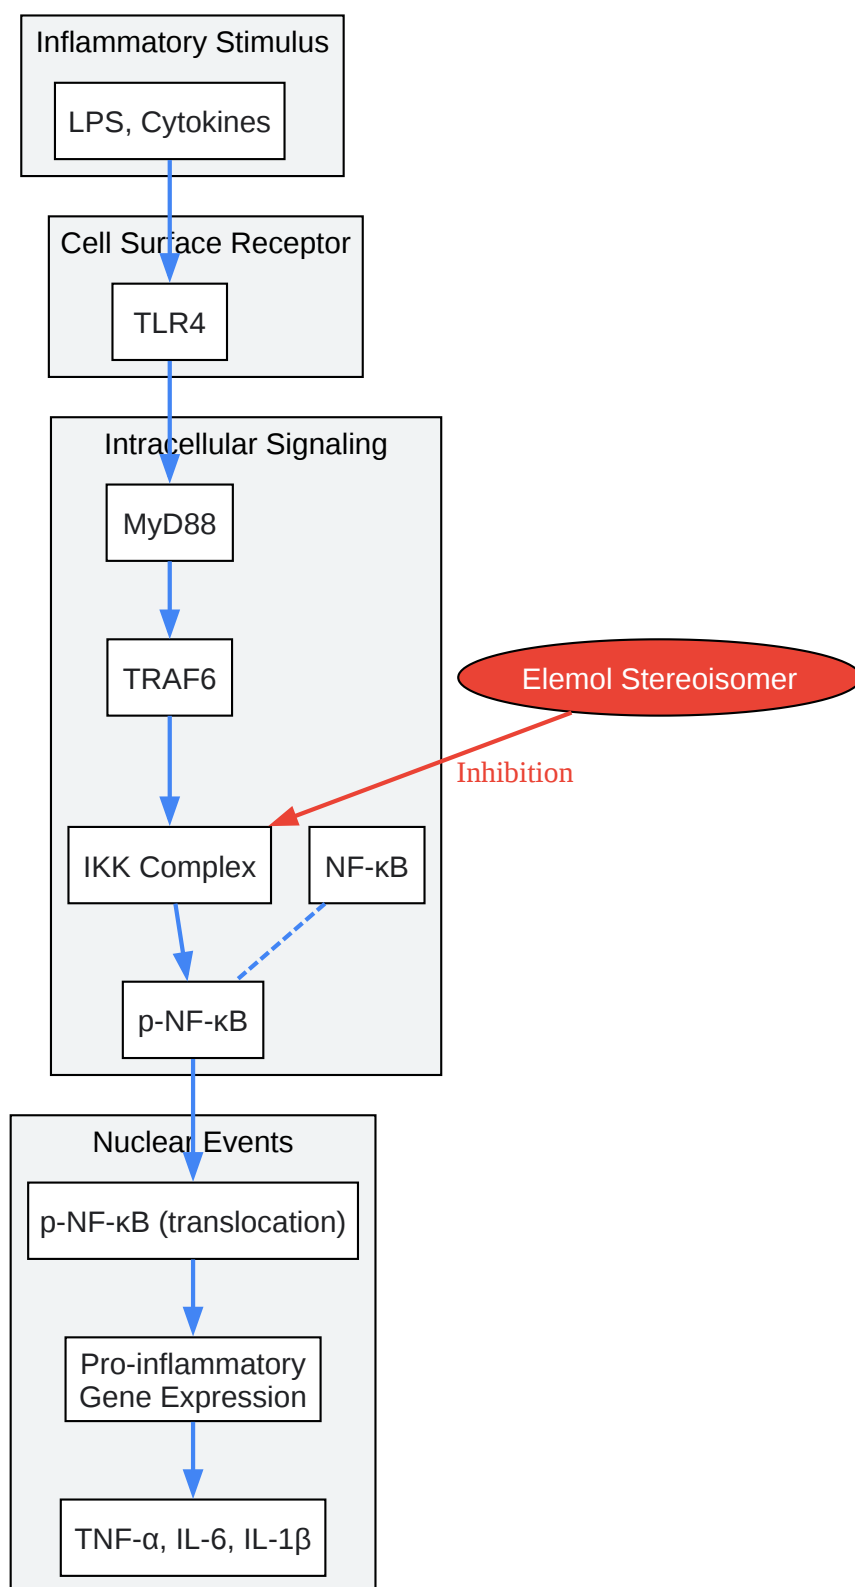 Inflammatory Stimulus
LPS, Cytokines
Cell Surface Receptor
TLR4
Intracellular Signaling
MyD88
TRAF6
Elemol Stereoisomer
Inhibition
IKK Complex
NF-κB
p-NF-κB
Nuclear Events
p-NF-κB (translocation)
Pro-inflammatory
Gene Expression
TNF-α, IL-6, IL-1β